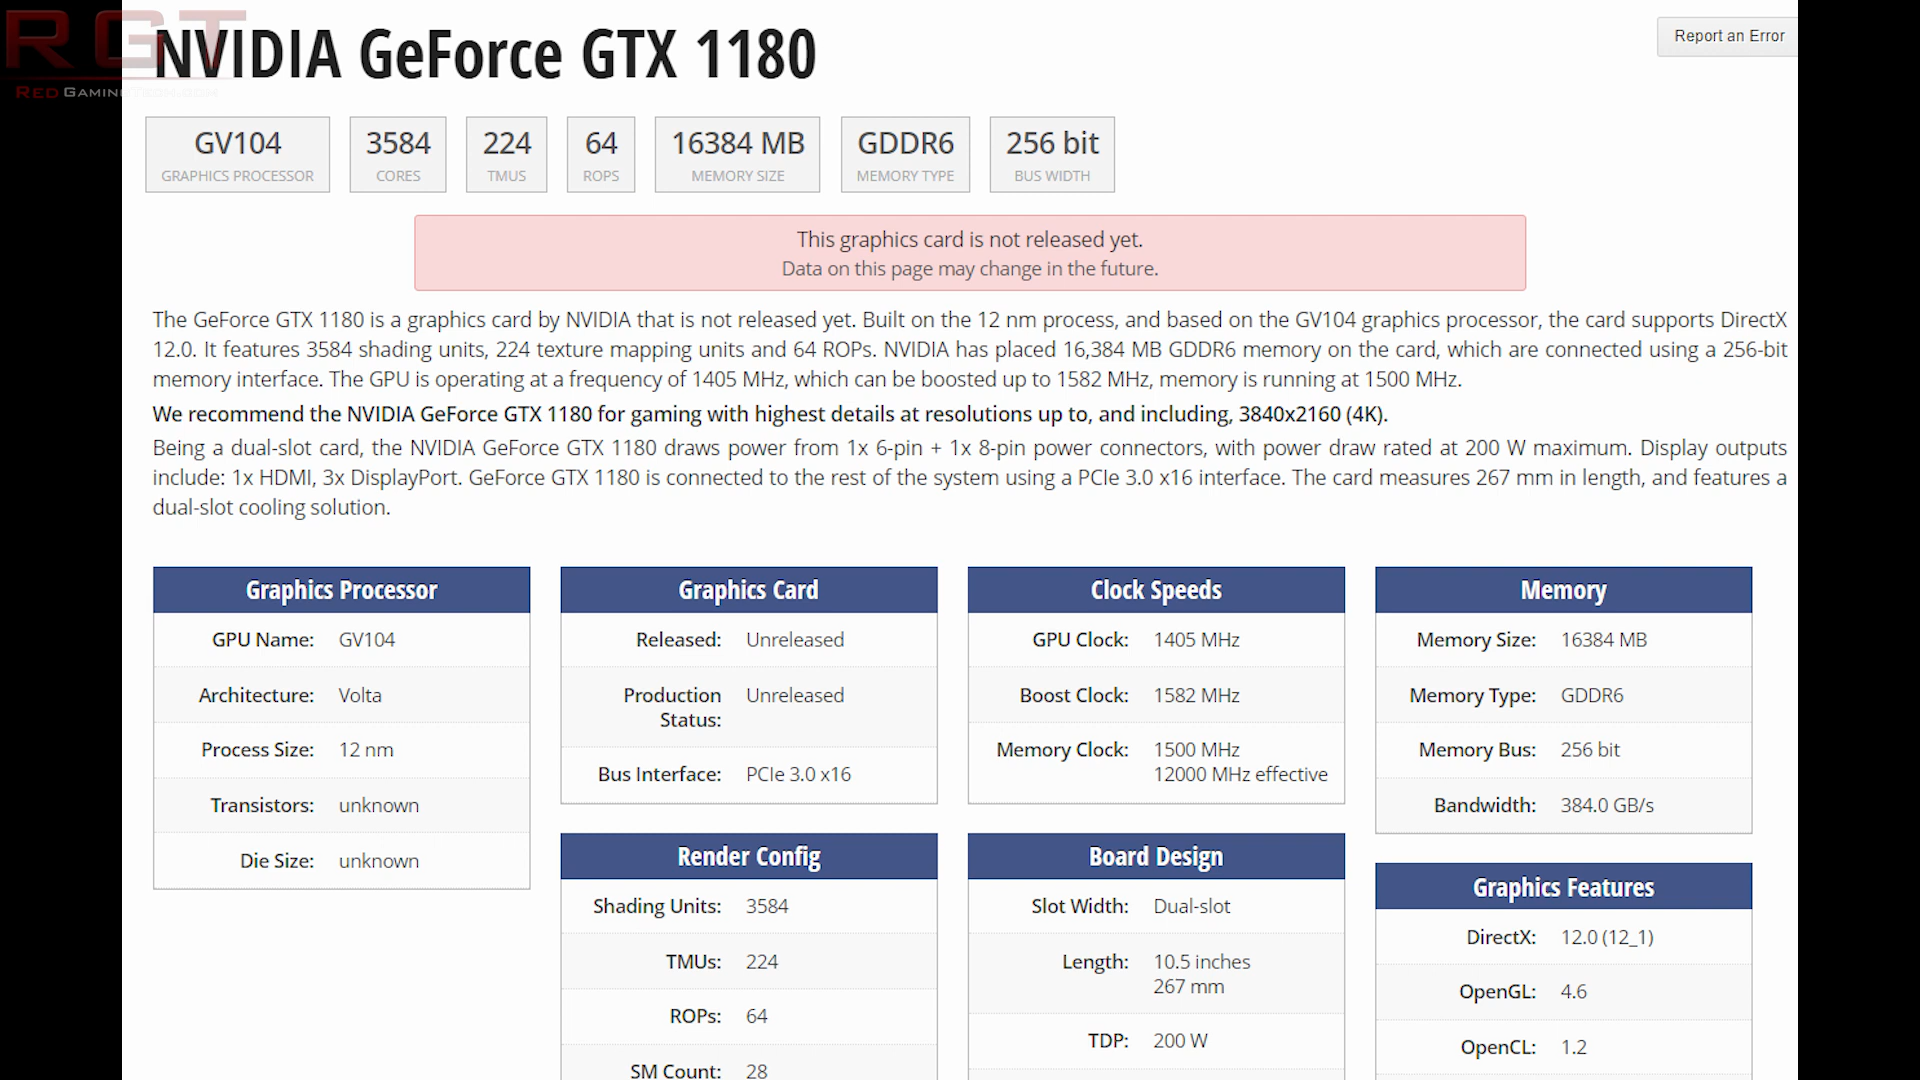 RGT
RED GAMING
NVIDIA GeForce GTX 1180
Report an Error
GV104
GRAPHICS PROCESSOR
3584
CORES
224
TMUS
64
ROPS
16384 MB
MEMORY SIZE
GDDR6
MEMORY TYPE
256 bit
BUS WIDTH
This graphics card is not released yet.
Data on this page may change in the future.
The GeForce GTX 1180 is a graphics card by NVIDIA that is not released yet. Built on the 12 nm process, and based on the GV104 graphics processor, the card supports DirectX
12.0. It features 3584 shading units, 224 texture mapping units and 64 ROPs. NVIDIA has placed 16,384 MB GDDR6 memory on the card, which are connected using a 256-bit
memory interface. The GPU is operating at a frequency of 1405 MHz, which can be boosted up to 1582 MHz, memory is running at 1500 MHz.
We recommend the NVIDIA GeForce GTX 1180 for gaming with highest details at resolutions up to, and including, 3840x2160 (4K).
Being a dual-slot card, the NVIDIA GeForce GTX 1180 draws power from 1x 6-pin + 1x 8-pin power connectors, with power draw rated at 200 W maximum. Display outputs
include: 1x HDMI, 3x DisplayPort. GeForce GTX 1180 is connected to the rest of the system using a PCIe 3.0 x16 interface. The card measures 267 mm in length, and features a
dual-slot cooling solution.
Graphics Processor
GPU Name: GV104
Architecture: Volta
Process Size: 12 nm
Transistors: unknown
Die Size: unknown
Graphics Card
Released: Unreleased
Production Unreleased
Status:
Bus Interface: PCIe 3.0 x16
Render Config
Shading Units: 3584
TMUs: 224
ROPs: 64
SM Count: 28
Clock Speeds
GPU Clock: 1405 MHz
Boost Clock: 1582 MHz
Memory Clock: 1500 MHz
12000 MHz effective
Board Design
Slot Width: Dual-slot
Length: 10.5 inches
267 mm
TDP: 200 W
Memory
Memory Size: 16384 MB
Memory Type: GDDR6
Memory Bus: 256 bit
Bandwidth: 384.0 GB/s
Graphics Features
DirectX: 12.0 (12_1)
OpenGL: 4.6
OpenCL: 1.2